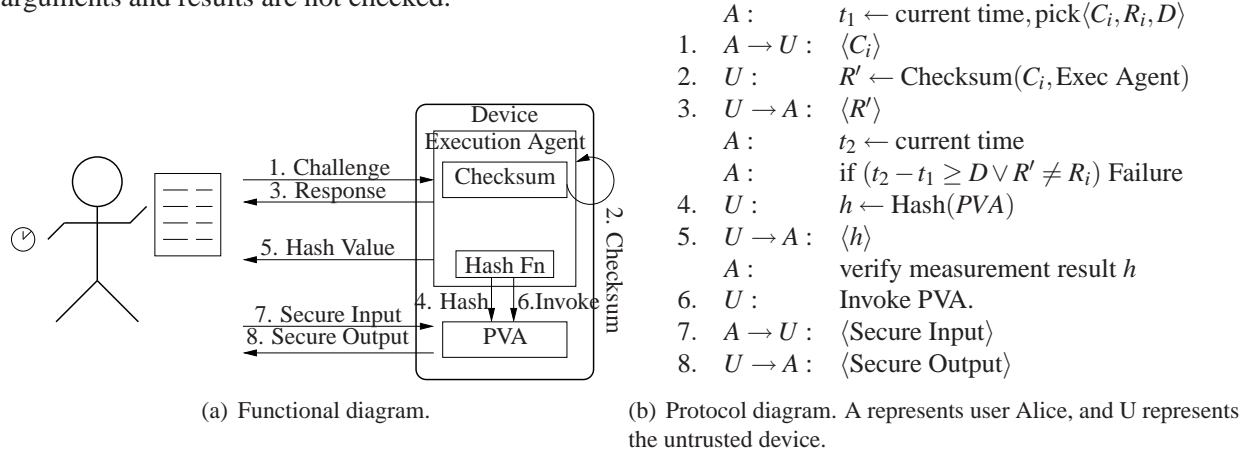 arguments and results are not checked.
Device
Execution Agent
Checksum
1. Challenge
3. Response
2. Checksum
5. Hash Value
Hash Fn
4. Hash
6.Invoke
7. Secure Input
8. Secure Output
PVA
(a) Functional diagram.
A : t₁ ← current time, pick⟨Cᵢ, Rᵢ, D⟩
1. A → U : ⟨Cᵢ⟩
2. U : R′ ← Checksum(Cᵢ, Exec Agent)
3. U → A : ⟨R′⟩
A : t₂ ← current time
A : if (t₂ − t₁ ≥ D ∨ R′ ≠ Rᵢ) Failure
4. U : h ← Hash(PVA)
5. U → A : ⟨h⟩
A : verify measurement result h
6. U : Invoke PVA.
7. A → U : ⟨Secure Input⟩
8. U → A : ⟨Secure Output⟩
(b) Protocol diagram. A represents user Alice, and U represents
the untrusted device.